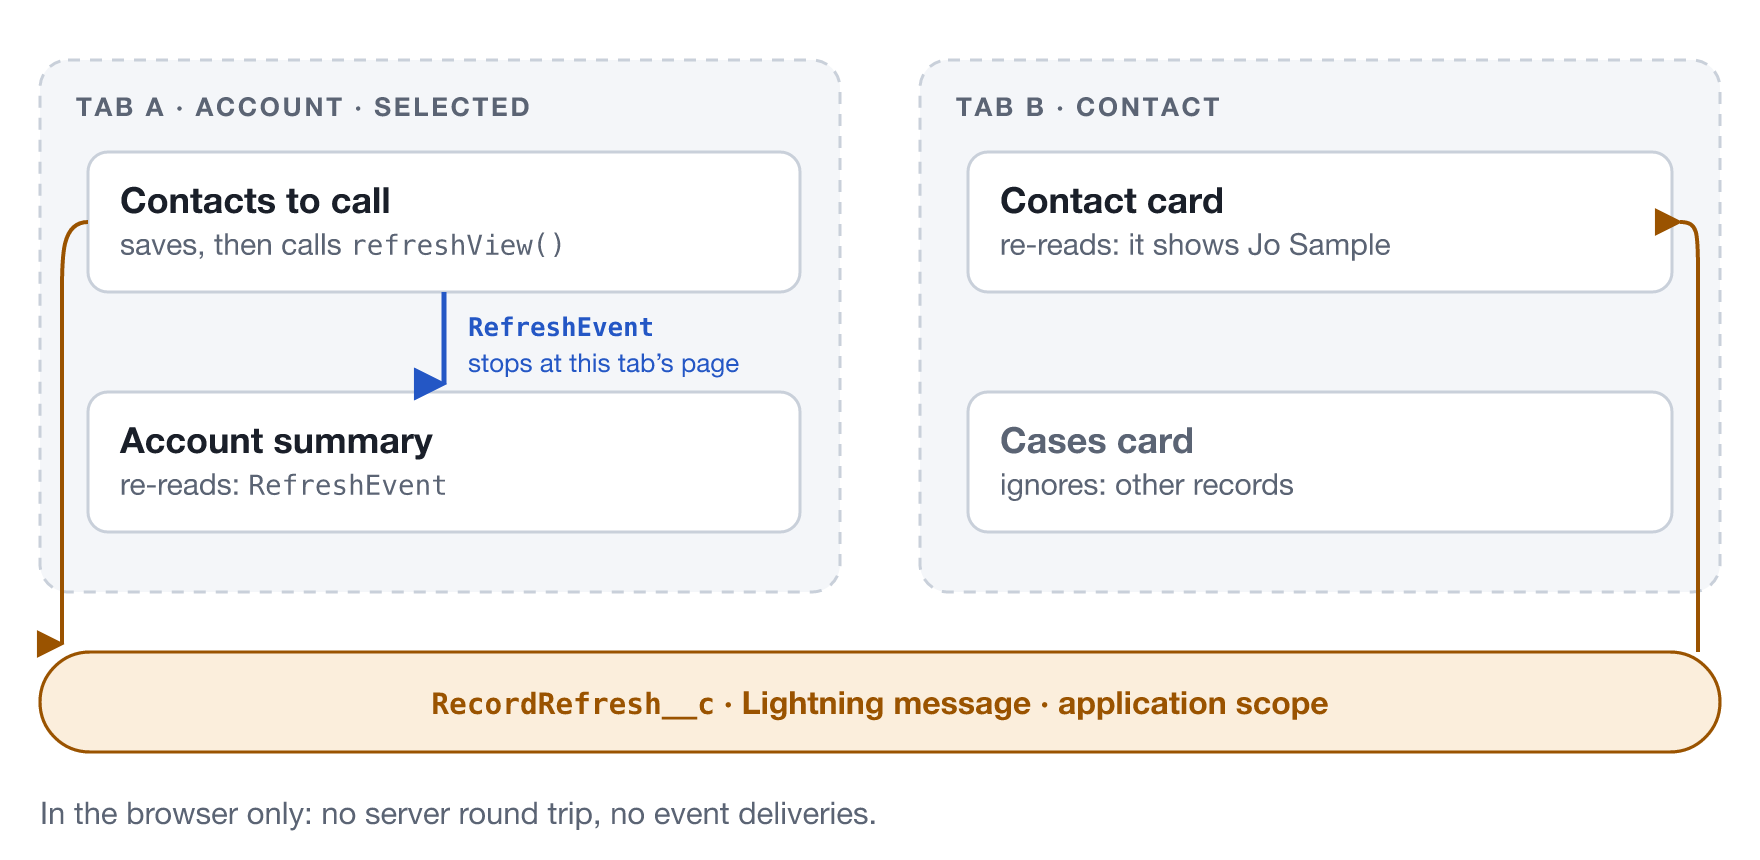 TAB A · ACCOUNT · SELECTED
Contacts to call
saves, then calls refreshView()
RefreshEvent
stops at this tab’s page
Account summary
re-reads: RefreshEvent
TAB B · CONTACT
Contact card
re-reads: it shows Jo Sample
Cases card
ignores: other records
RecordRefresh__c · Lightning message · application scope
In the browser only: no server round trip, no event deliveries.